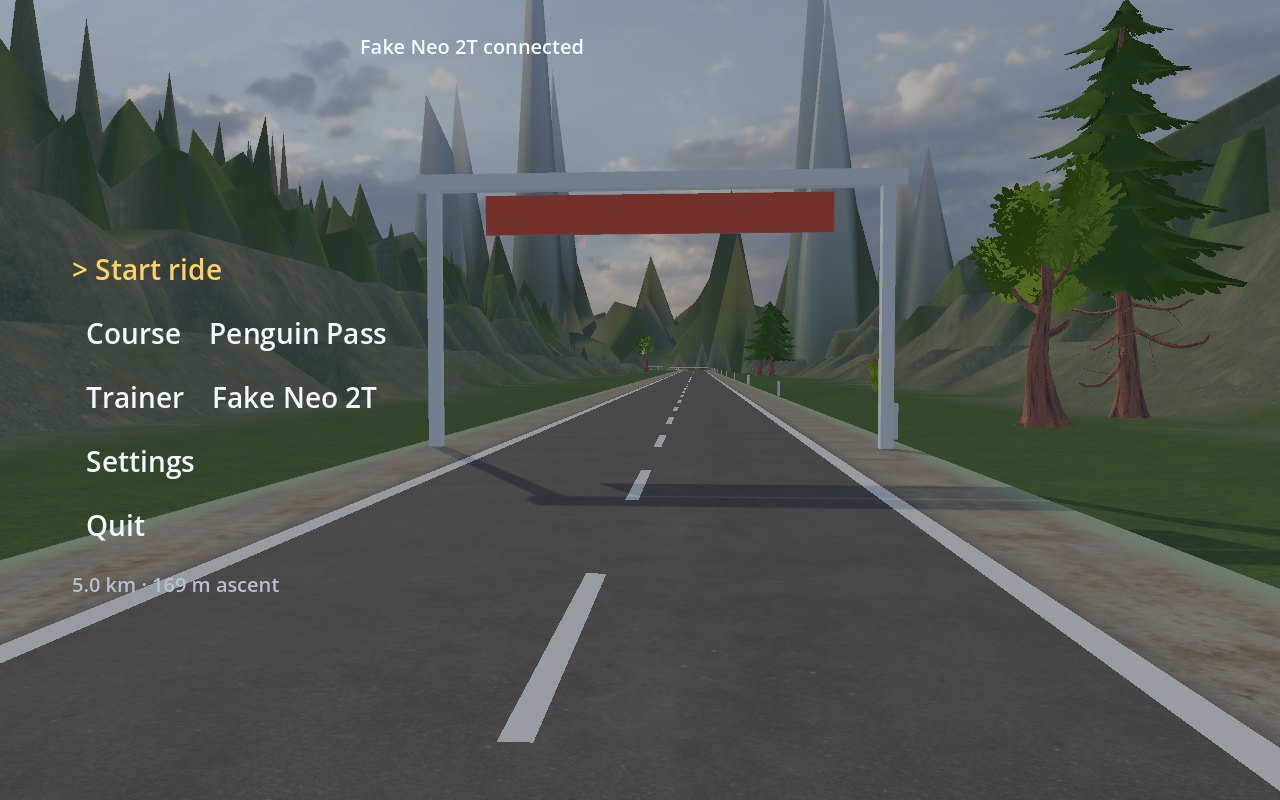 Fake Neo 2T connected
> Start ride
Course Penguin Pass
Trainer Fake Neo 2T
Settings
Quit
5.0 km · 169 m ascent